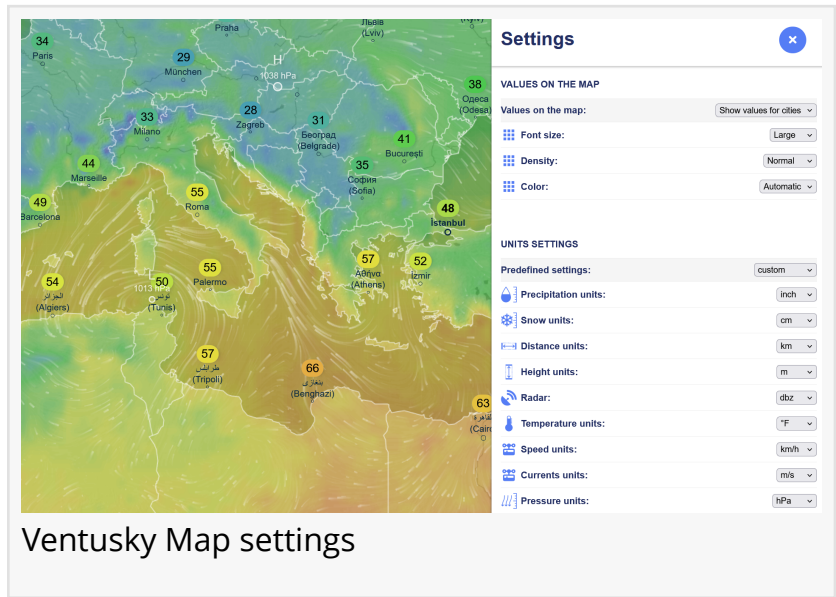 Praha
Львів
(Lviv)
34
Paris
29
München
H
1038 hPa
38
Одеса
(Odesa)
33
Milano
28
Zagreb
31
Београд
(Belgrade)
41
București
44
Marseille
35
София
(Sofia)
55
Roma
49
Barcelona
48
İstanbul
57
Αθήνα
(Athens)
52
İzmir
54
الجزائر
(Algiers)
1013 hPa
50
تونس
(Tunis)
55
Palermo
57
طرابلس
(Tripoli)
66
بنغازي
(Benghazi)
63
القاهرة
(Cairo
Settings
×
VALUES ON THE MAP
Values on the map: Show values for cities
Font size: Large
Density: Normal
Color: Automatic
UNITS SETTINGS
Predefined settings: custom
Precipitation units: inch
Snow units: cm
Distance units: km
Height units: m
Radar: dbz
Temperature units: °F
Speed units: km/h
Currents units: m/s
Pressure units: hPa
Ventusky Map settings